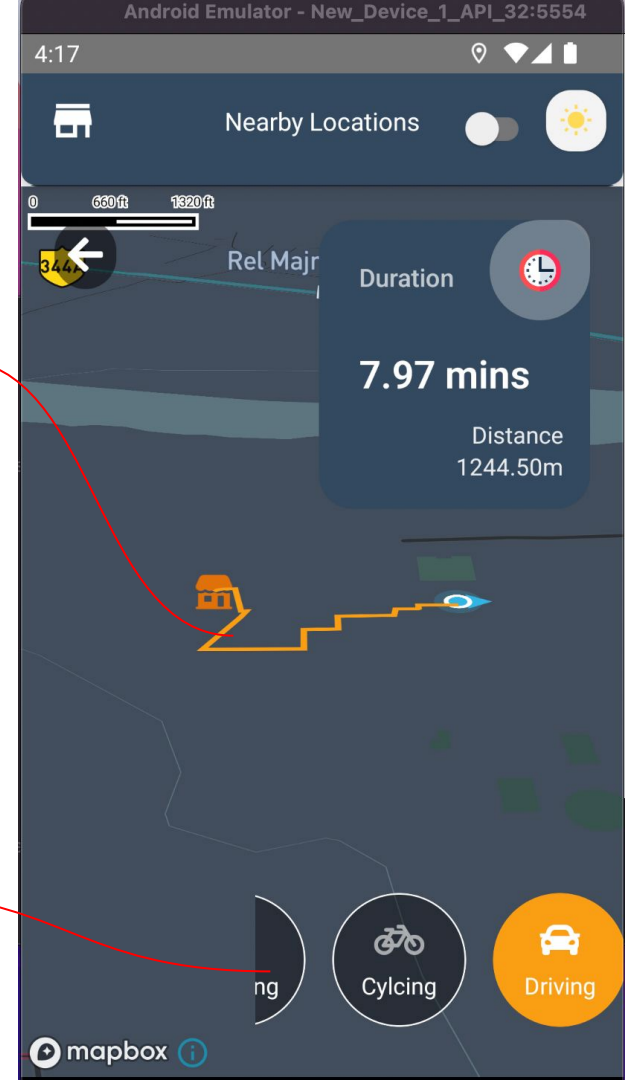 Android Emulator - New_Device_1_API_32:5554
4:17
Nearby Locations
0 660 ft 1320 ft
344A
Rel Majr
Duration
7.97 mins
Distance
1244.50m
ng
Cylcing
Driving
mapbox